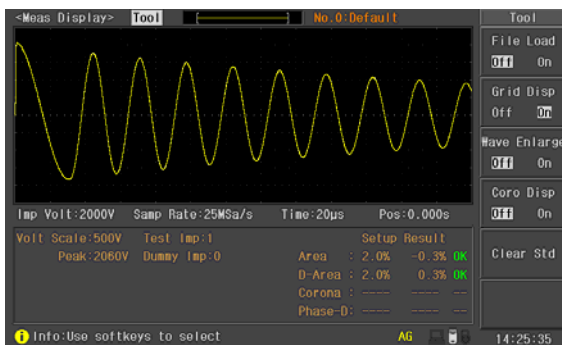 <Meas Display> Tool No.0:Default
Tool
File Load
Off On
Grid Disp
Off On
Wave Enlarge
Off On
Coro Disp
Off On
Clear Std
Imp Volt:2000V Samp Rate:25MSa/s Time:20μs Pos:0.000s
Volt Scale:500V Test Imp:1 Setup Result
Peak:2060V Dummy Imp:0 Area : 2.0% -0.3% OK
D-Area : 2.0% 0.3% OK
Corona : ---- ---- --
Phase-D: ---- ---- --
i Info:Use softkeys to select AG 14:25:35